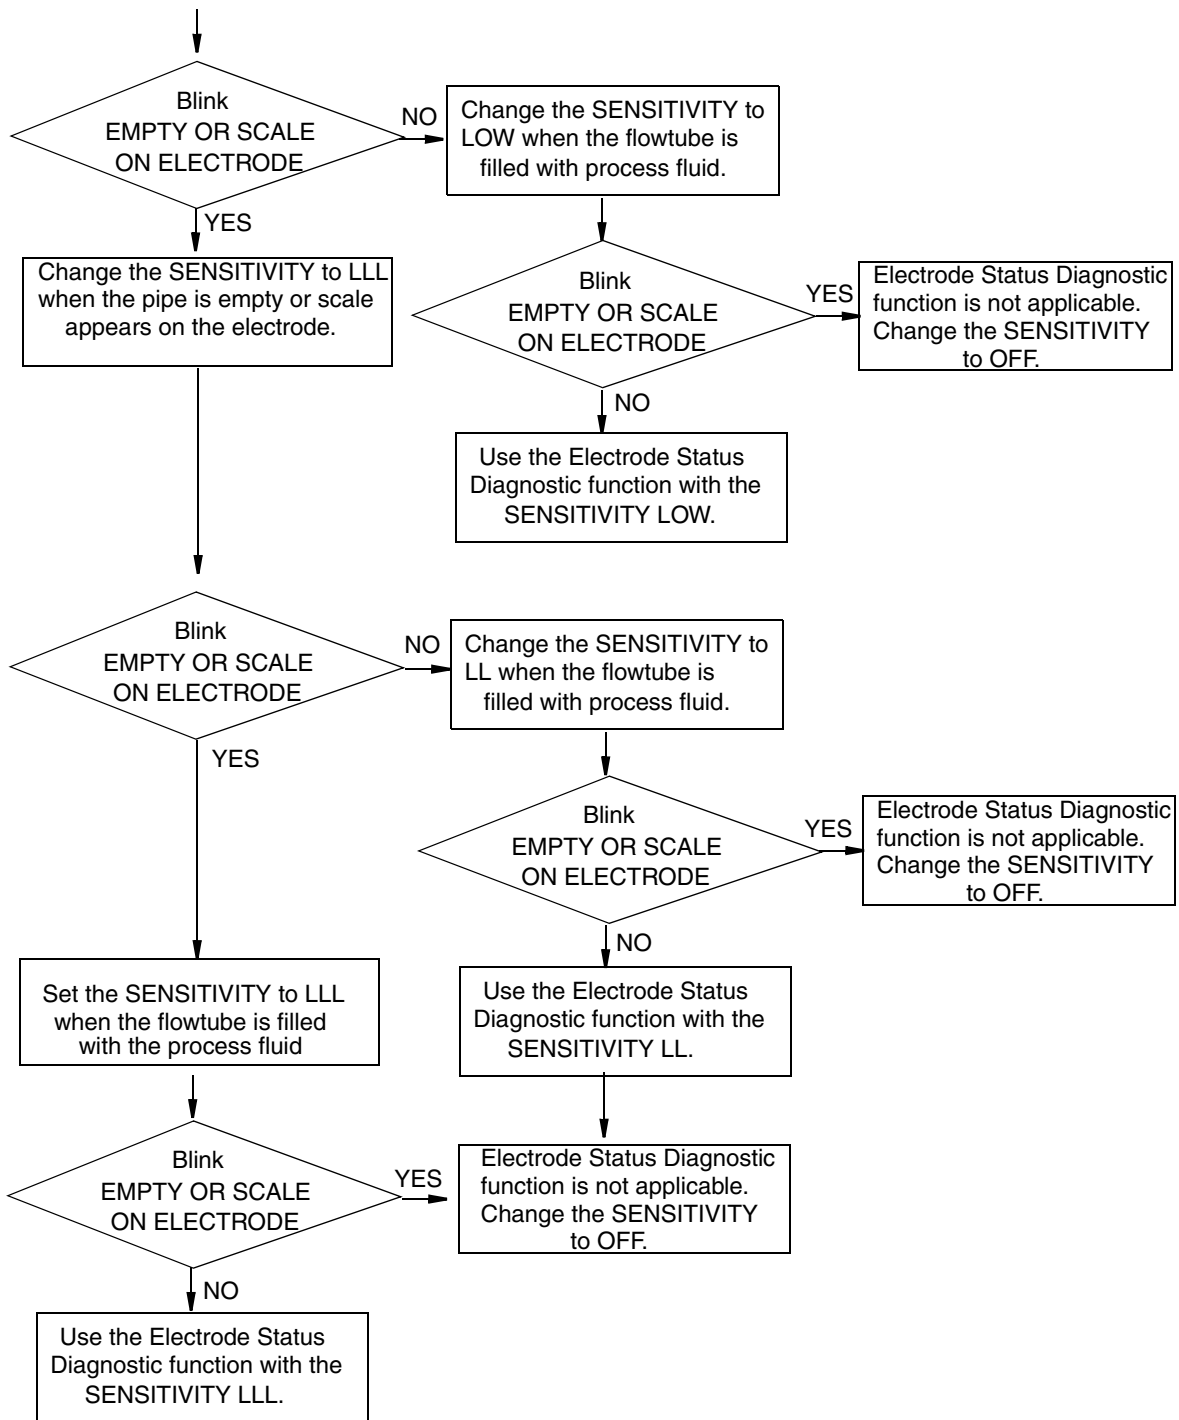 Blink
EMPTY OR SCALE
ON ELECTRODE
NO
Change the SENSITIVITY to
LOW when the flowtube is
filled with process fluid.
YES
Change the SENSITIVITY to LLL
when the pipe is empty or scale
appears on the electrode.
Blink
EMPTY OR SCALE
ON ELECTRODE
YES
Electrode Status Diagnostic
function is not applicable.
Change the SENSITIVITY
to OFF.
NO
Use the Electrode Status
Diagnostic function with the
SENSITIVITY LOW.
Blink
EMPTY OR SCALE
ON ELECTRODE
NO
Change the SENSITIVITY to
LL when the flowtube is
filled with process fluid.
YES
Blink
EMPTY OR SCALE
ON ELECTRODE
YES
Electrode Status Diagnostic
function is not applicable.
Change the SENSITIVITY
to OFF.
NO
Set the SENSITIVITY to LLL
when the flowtube is filled
with the process fluid
Use the Electrode Status
Diagnostic function with the
SENSITIVITY LL.
Blink
EMPTY OR SCALE
ON ELECTRODE
YES
Electrode Status Diagnostic
function is not applicable.
Change the SENSITIVITY
to OFF.
NO
Use the Electrode Status
Diagnostic function with the
SENSITIVITY LLL.